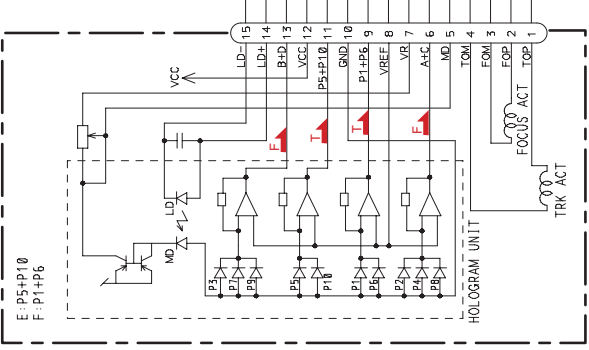 15 14 13 12 11 10 9 8 7 6 5 4 3 2 1
LD-
LD+
B+D
VCC
P5+P10
GND
P1+P6
VREF
VR
A+C
MD
TOM
FOM
FOP
TOP
VCC
F
T
T
F
FOCUS ACT
TRK ACT
LD
MD
HOLOGRAM UNIT
P3
P7
P9
P5
P10
P1
P6
P2
P4
P8
E:P5+P10
F:P1+P6